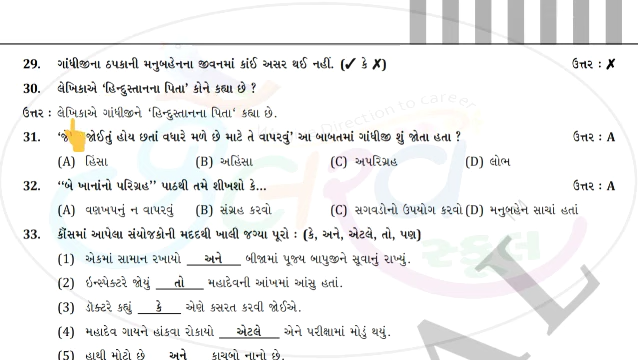 29. ગાંધીજીના ઠપકાની મનુબહેનના જીવનમાં કાંઈ અસર થઈ નહીં. (✓ કે ✗) ઉત્તર : ✗
30. લેખિકાએ ‘હિન્દુસ્તાનના પિતા’ કોને કહ્યા છે ?
ઉત્તર : લેખિકાએ ગાંધીજીને ‘હિન્દુસ્તાનના પિતા‘ કહ્યા છે.
31. જોઈતું હોય છતાં વધારે મળે છે માટે તે વાપરવું’ આ બાબતમાં ગાંધીજી શું જોતા હતા ? ઉત્તર : A
(A) હિંસા (B) અહિંસા (C) અપરિગ્રહ (D) લોભ
32. “બે ખાનાંનો પરિગ્રહ” પાઠથી તમે શીખશો કે... ઉત્તર : A
(A) વણખપનું ન વાપરવું (B) સંગ્રહ કરવો (C) સગવડોનો ઉપયોગ કરવો (D) મનુબહેન સાચાં હતાં
33. કૌંસમાં આપેલા સંયોજકોની મદદથી ખાલી જગ્યા પૂરો : (કે, અને, એટલે, તો, પણ)
(1) એકમાં સામાન રખાયો અને બીજામાં પૂજ્ય બાપુજીને સૂવાનું રાખ્યું.
(2) ઇન્સ્પેક્ટરે જોયું તો મહાદેવની આંખમાં આંસુ હતાં.
(3) ડૉક્ટરે કહ્યું કે એણે કસરત કરવી જોઈએ.
(4) મહાદેવ ગાયને હાંકવા રોકાયો એટલે એને પરીક્ષામાં મોડું થયું.
(5) હાથી મોટો છે અને કાચબો નાનો છે.